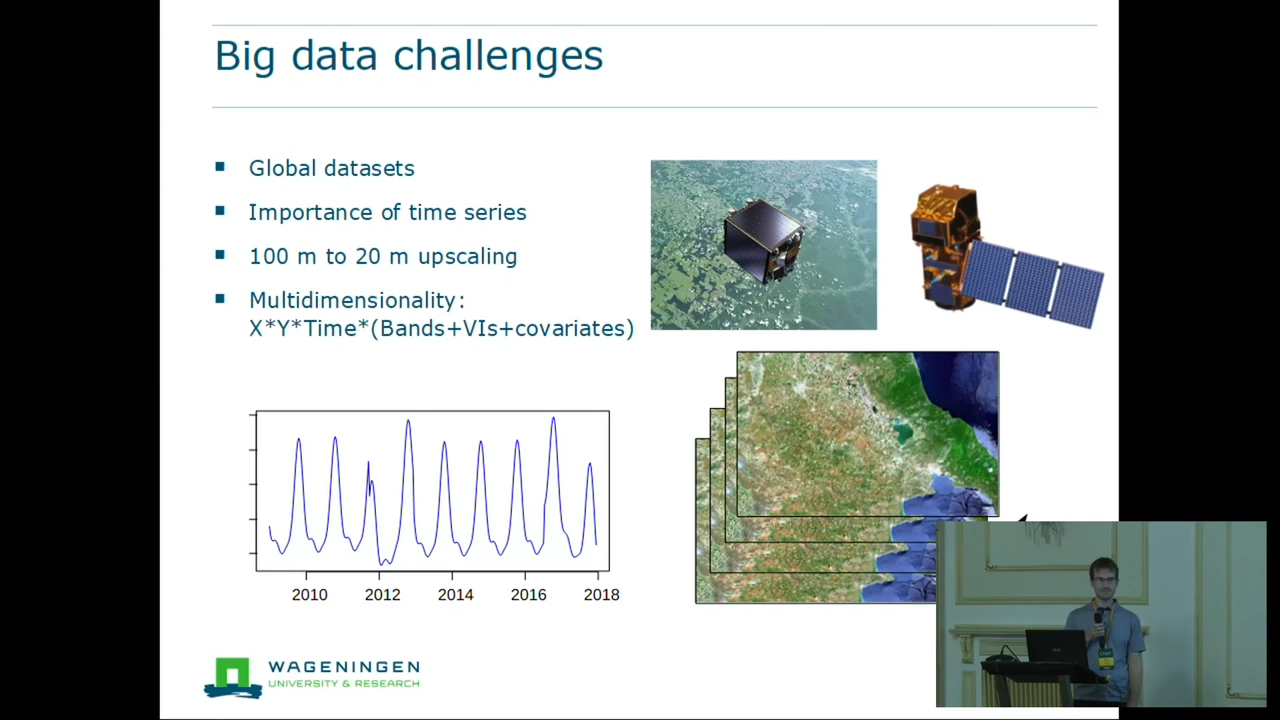 Big data challenges
Global datasets
Importance of time series
100 m to 20 m upscaling
Multidimensionality:
X*Y*Time*(Bands+VIs+covariates)
2010 2012 2014 2016 2018
WAGENINGEN
UNIVERSITY & RESEARCH